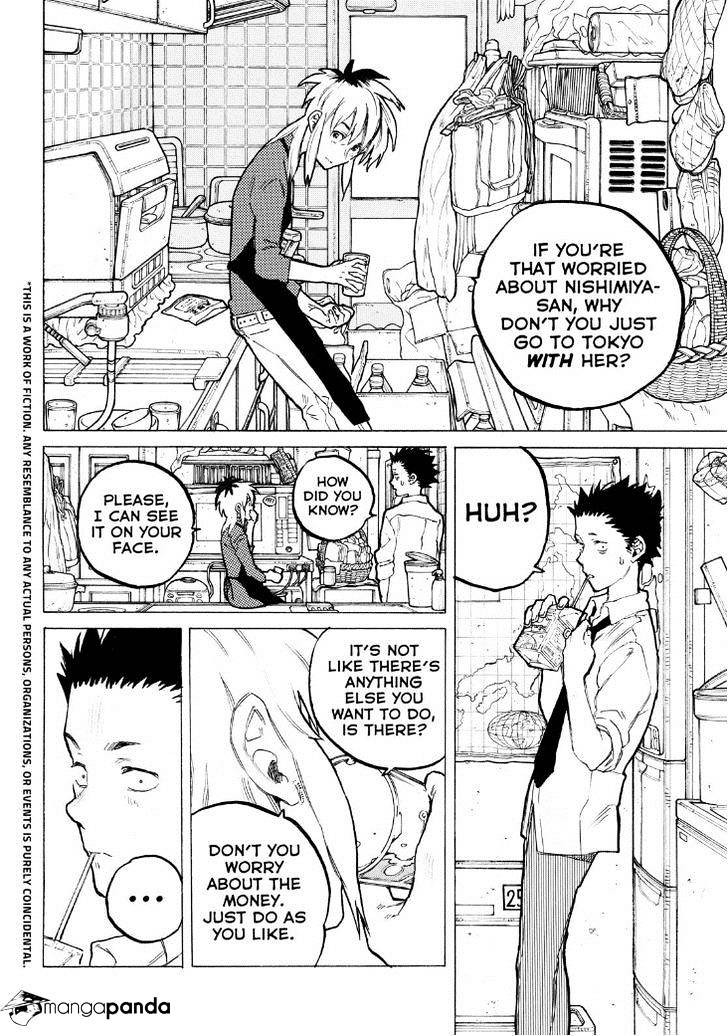 IF YOU'RE
THAT WORRIED
ABOUT NISHIMIYA-
SAN, WHY
DON'T YOU JUST
GO TO TOKYO
WITH HER?
HUH?
HOW
DID YOU
KNOW?
PLEASE,
I CAN SEE
IT ON YOUR
FACE.
IT'S NOT
LIKE THERE'S
ANYTHING
ELSE YOU
WANT TO DO,
IS THERE?
DON'T YOU
WORRY
ABOUT THE
MONEY.
JUST DO AS
YOU LIKE.
...
25
*THIS IS A WORK OF FICTION. ANY RESEMBLANCE TO ANY ACTUAL PERSONS, ORGANIZATIONS, OR EVENTS IS PURELY COINCIDENTAL.
mangapanda